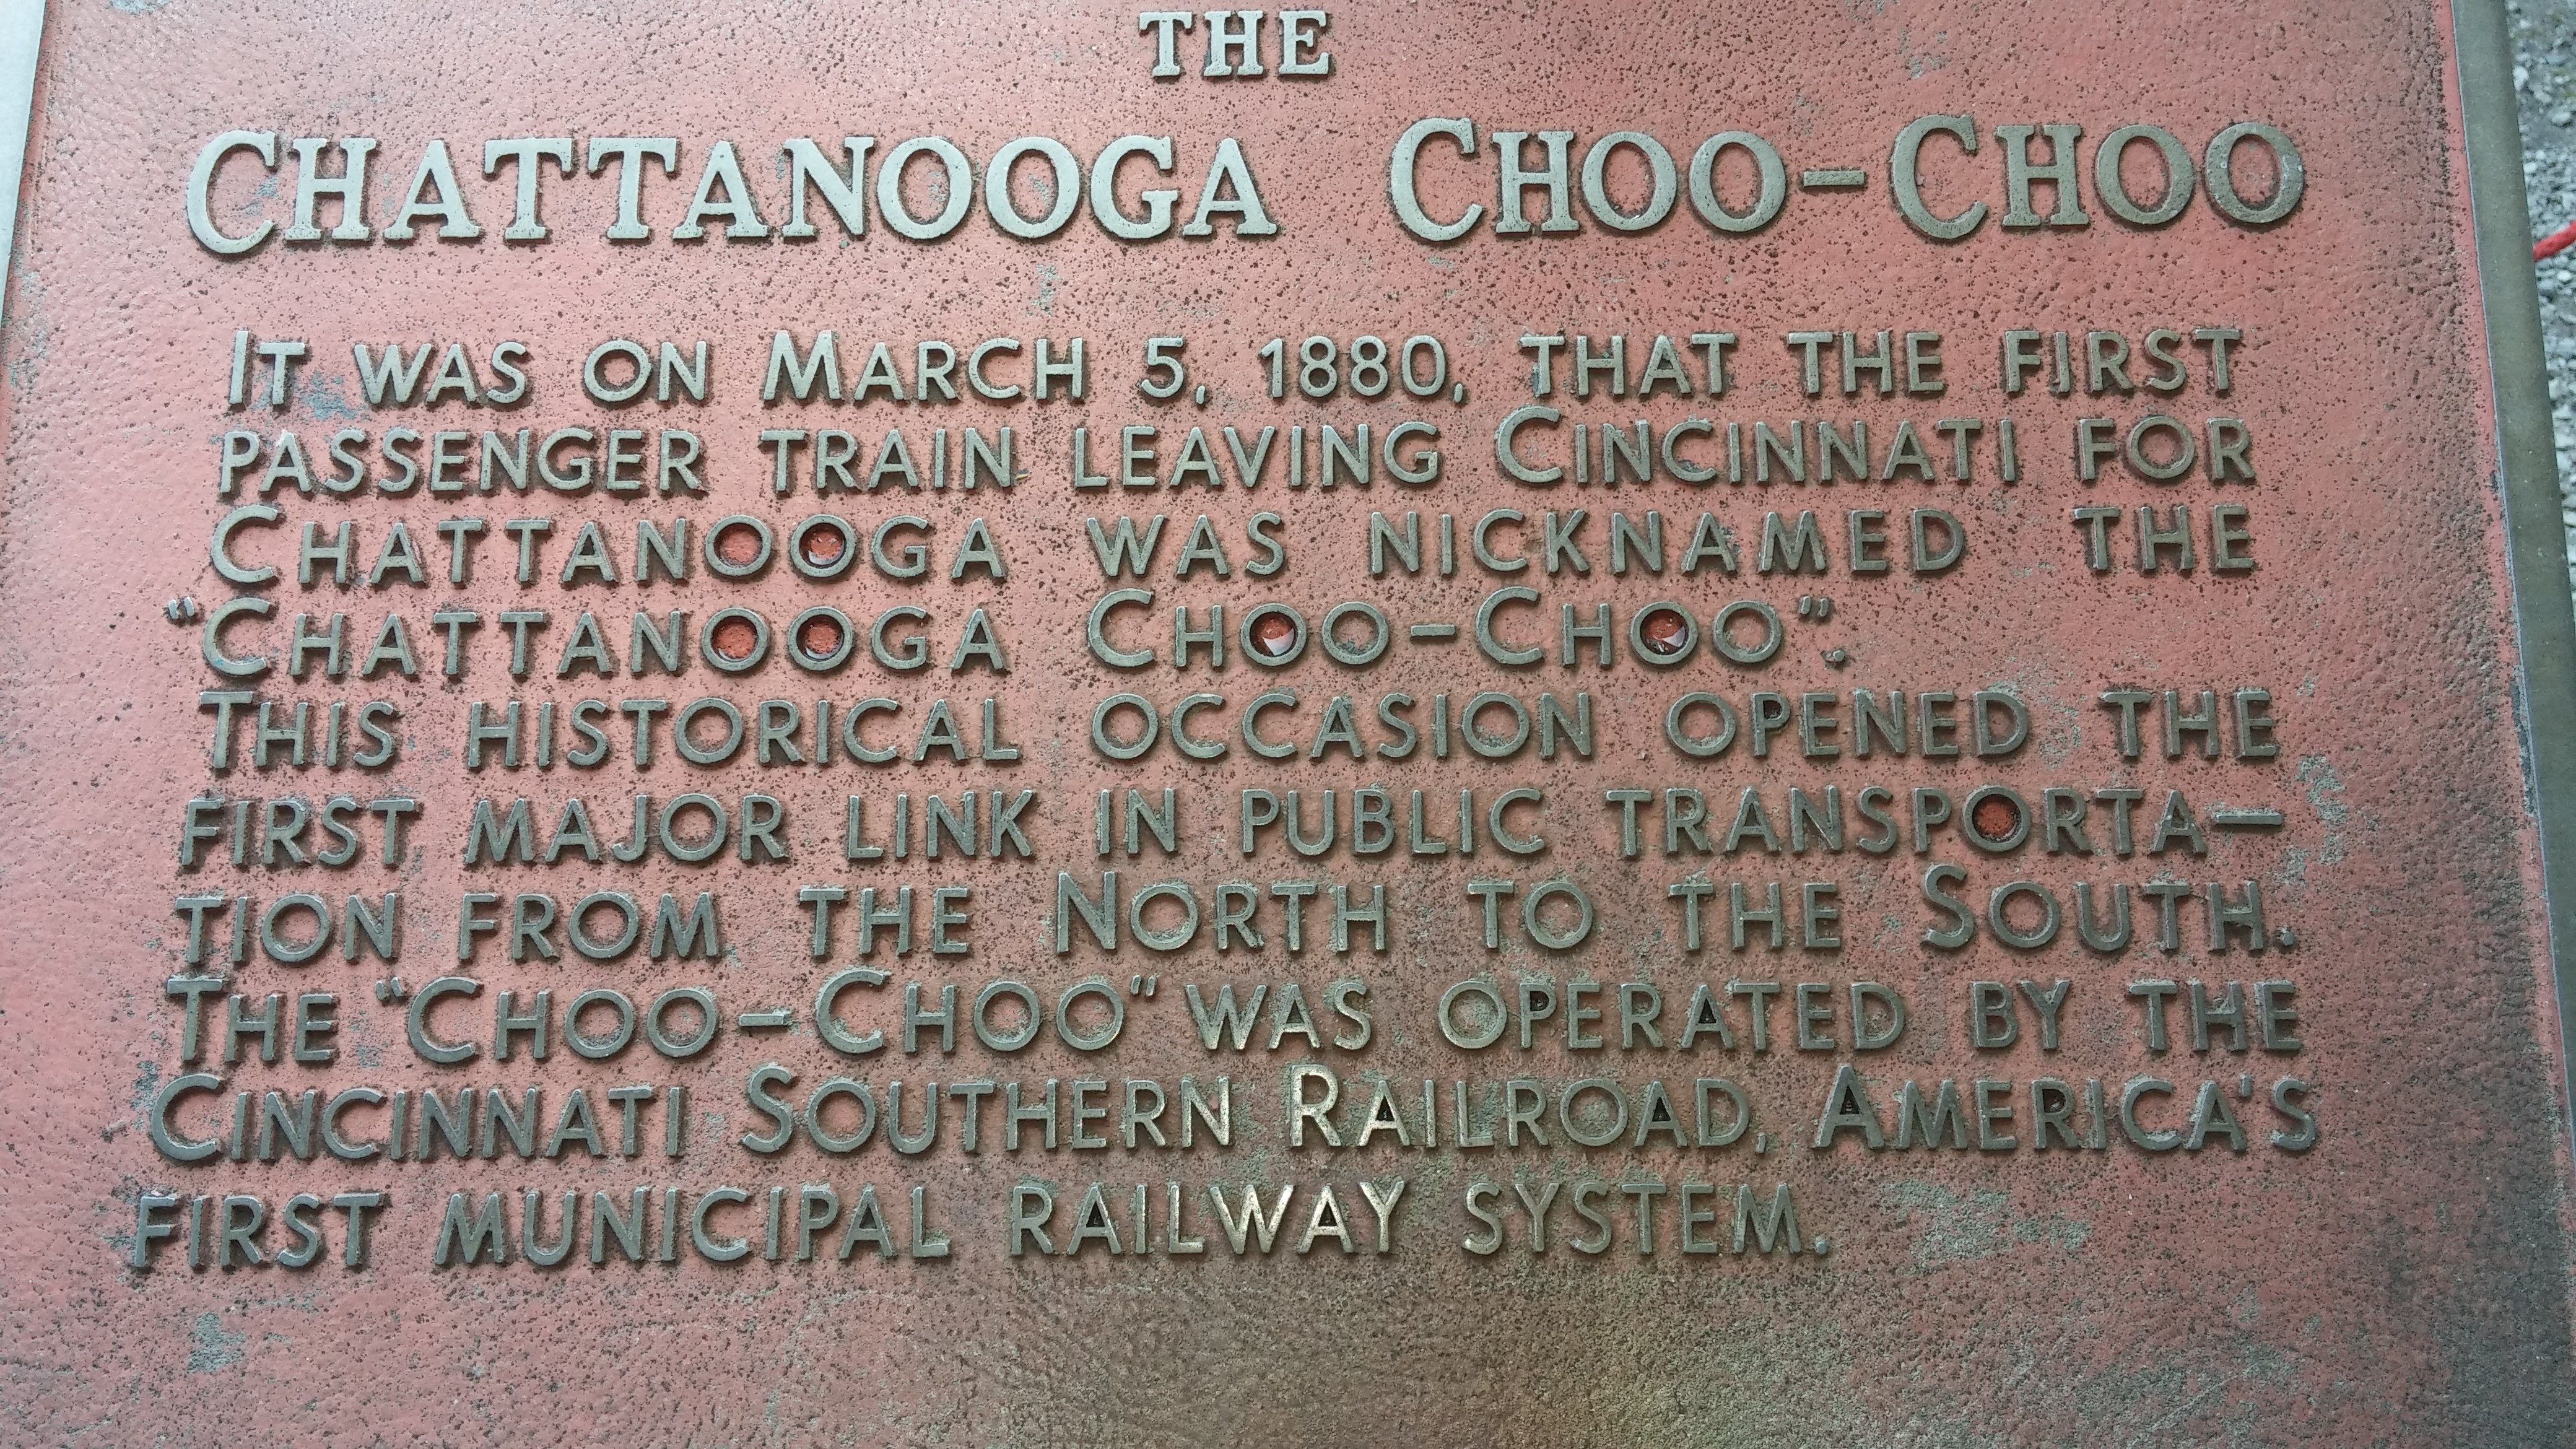 THE
CHATTANOOGA CHOO-CHOO
IT WAS ON MARCH 5, 1880, THAT THE FIRST
PASSENGER TRAIN LEAVING CINCINNATI FOR
CHATTANOOGA WAS NICKNAMED THE
"CHATTANOOGA CHOO-CHOO".
THIS HISTORICAL OCCASION OPENED THE
FIRST MAJOR LINK IN PUBLIC TRANSPORTA-
TION FROM THE NORTH TO THE SOUTH.
THE "CHOO-CHOO" WAS OPERATED BY THE
CINCINNATI SOUTHERN RAILROAD, AMERICA'S
FIRST MUNICIPAL RAILWAY SYSTEM.